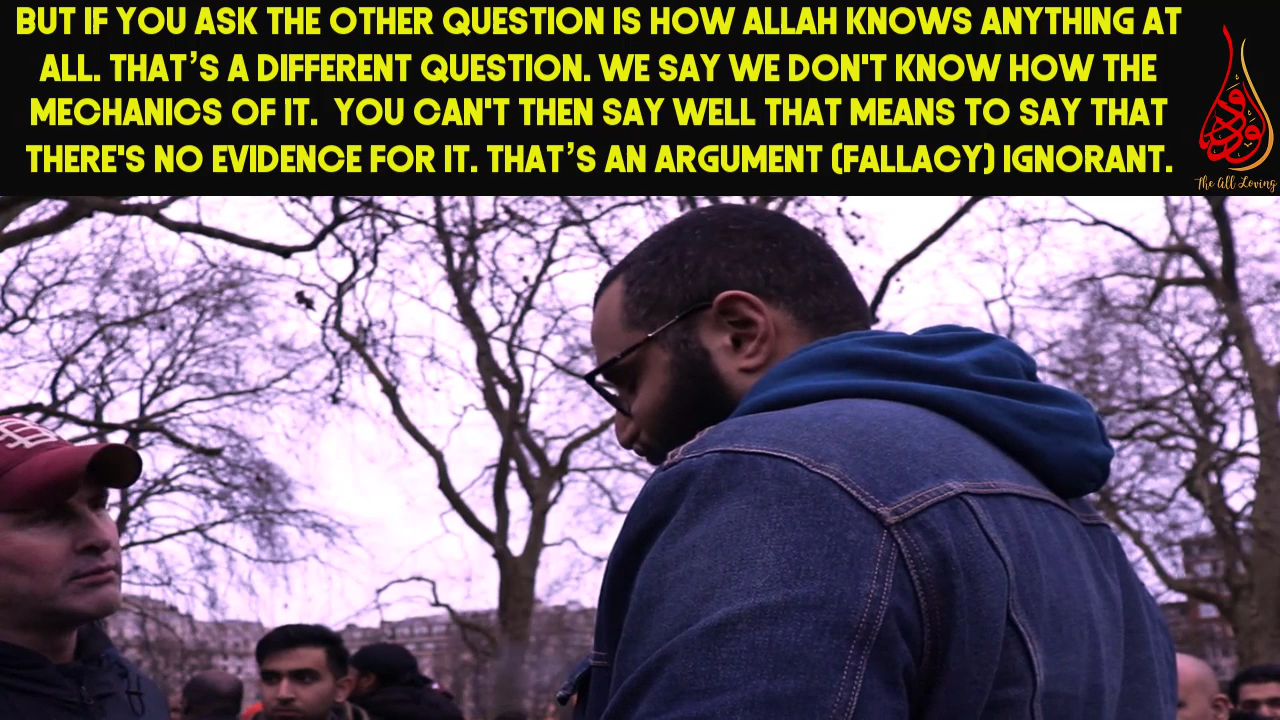 BUT IF YOU ASK THE OTHER QUESTION IS HOW ALLAH KNOWS ANYTHING AT
ALL. THAT’S A DIFFERENT QUESTION. WE SAY WE DON'T KNOW HOW THE
MECHANICS OF IT.  YOU CAN'T THEN SAY WELL THAT MEANS TO SAY THAT
THERE'S NO EVIDENCE FOR IT. THAT’S AN ARGUMENT (FALLACY) IGNORANT.
الودود
The All Loving